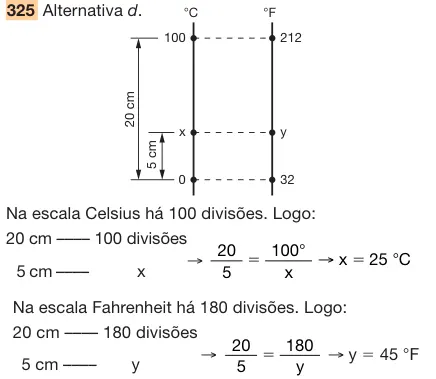 325 Alternativa d.
°C °F
100 212
20 cm
x y
5 cm
0 32
Na escala Celsius há 100 divisões. Logo:
20 cm —— 100 divisões
5 cm —— x
→ 20/5 = 100°/x → x = 25 °C
Na escala Fahrenheit há 180 divisões. Logo:
20 cm —— 180 divisões
5 cm —— y
→ 20/5 = 180/y → y = 45 °F